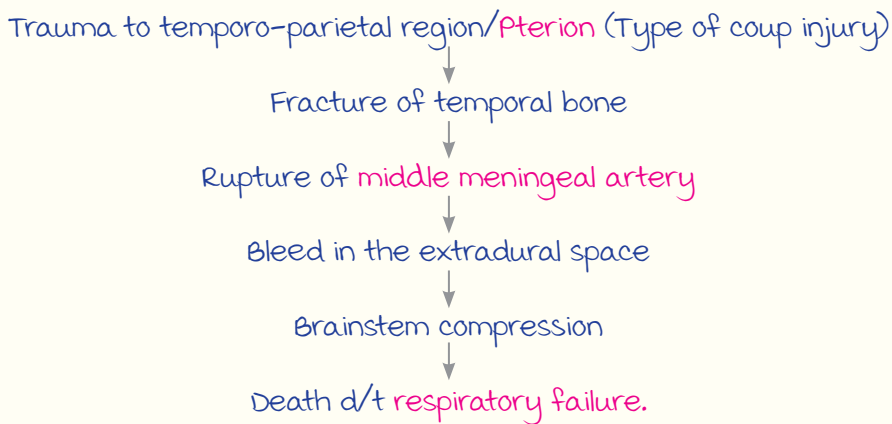 Trauma to temporo-parietal region/Pterion (Type of coup injury)
Fracture of temporal bone
Rupture of middle meningeal artery
Bleed in the extradural space
Brainstem compression
Death d/t respiratory failure.